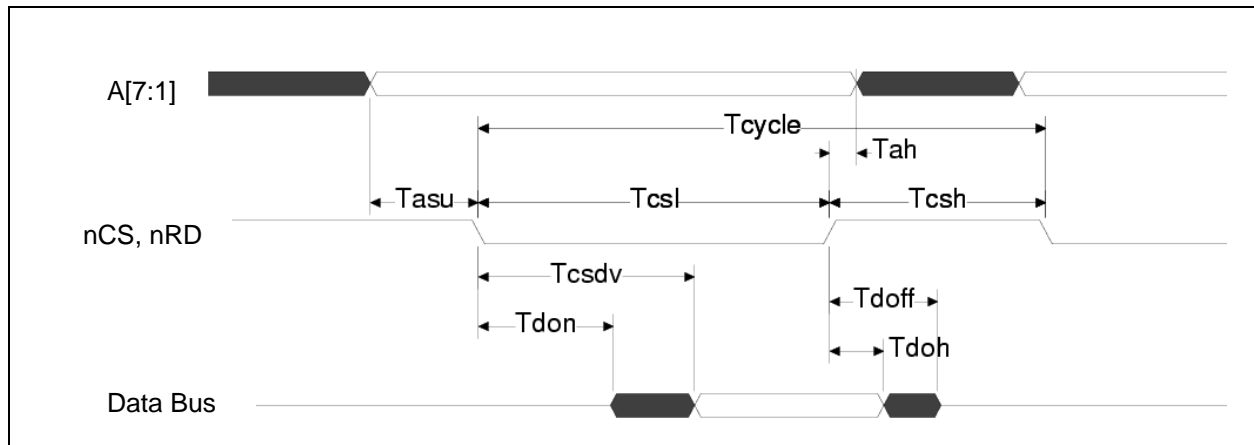 A[7:1]
Tcycle
Tah
Tasu
Tcsl
Tcsh
nCS, nRD
Tcsdv
Tdoff
Tdon
Tdoh
Data Bus